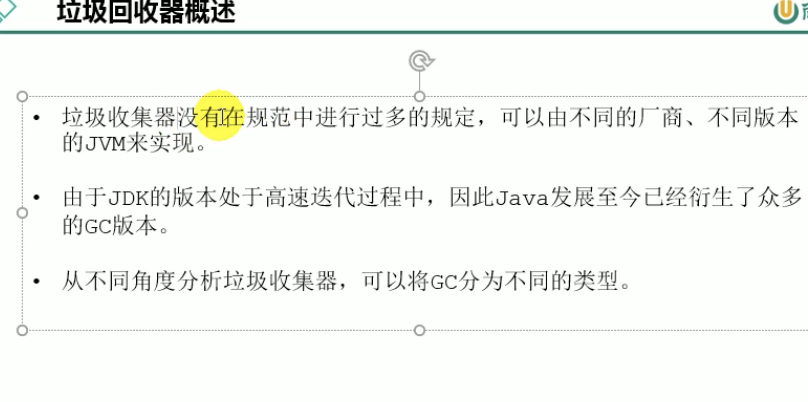 垃圾回收器概述
• 垃圾收集器没有在规范中进行过多的规定，可以由不同的厂商、不同版本
的JVM来实现。
• 由于JDK的版本处于高速迭代过程中，因此Java发展至今已经衍生了众多
的GC版本。
• 从不同角度分析垃圾收集器，可以将GC分为不同的类型。